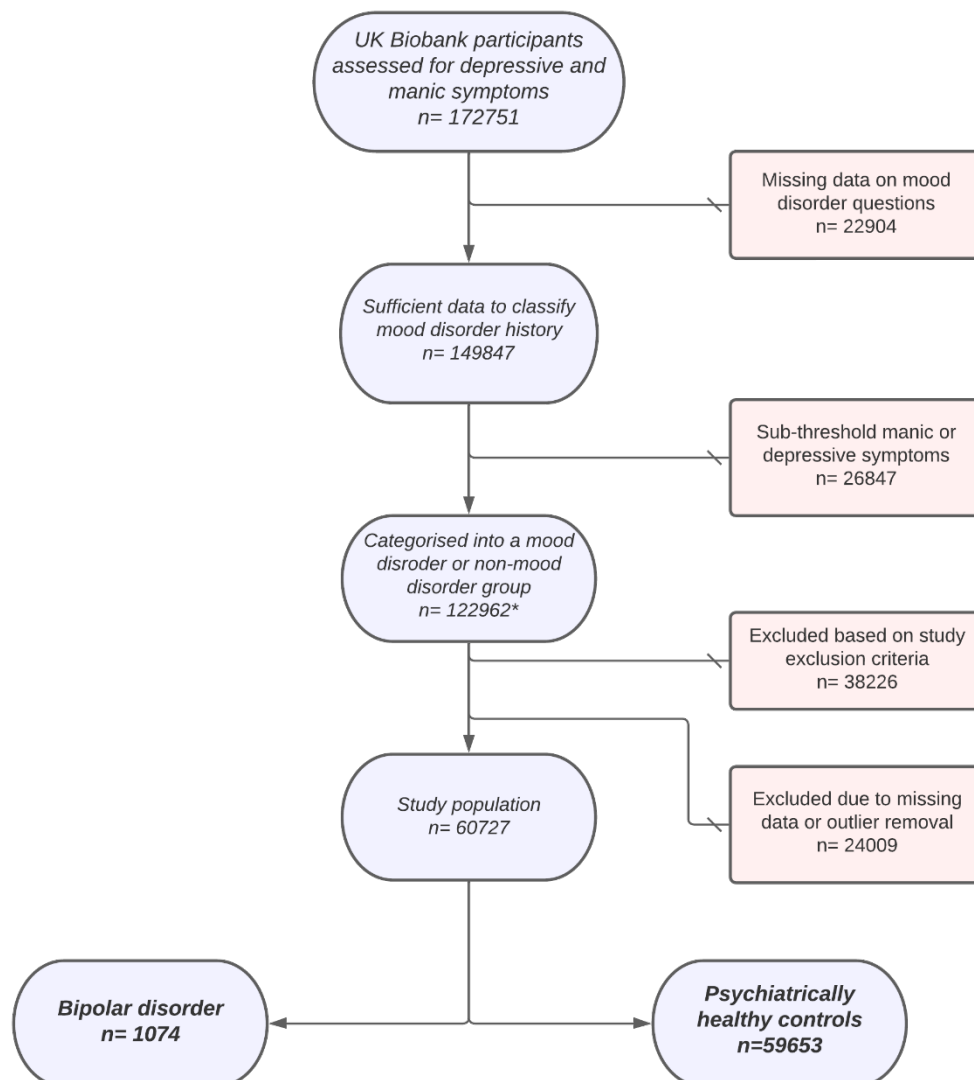 UK Biobank participants
assessed for depressive and
manic symptoms
n= 172751
Missing data on mood
disorder questions
n= 22904
Sufficient data to classify
mood disorder history
n= 149847
Sub-threshold manic or
depressive symptoms
n= 26847
Categorised into a mood
disroder or non-mood
disorder group
n= 122962*
Excluded based on study
exclusion criteria
n= 38226
Study population
n= 60727
Excluded due to missing
data or outlier removal
n= 24009
Bipolar disorder
n= 1074
Psychiatrically
healthy controls
n=59653